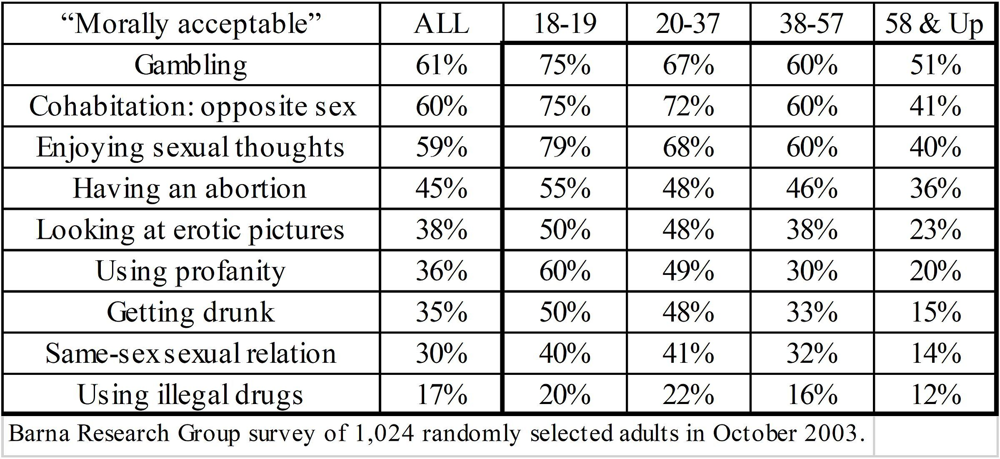 “Morally acceptable” ALL 18-19 20-37 38-57 58 & Up
Gambling 61% 75% 67% 60% 51%
Cohabitation: opposite sex 60% 75% 72% 60% 41%
Enjoying sexual thoughts 59% 79% 68% 60% 40%
Having an abortion 45% 55% 48% 46% 36%
Looking at erotic pictures 38% 50% 48% 38% 23%
Using profanity 36% 60% 49% 30% 20%
Getting drunk 35% 50% 48% 33% 15%
Same-sex sexual relation 30% 40% 41% 32% 14%
Using illegal drugs 17% 20% 22% 16% 12%
Barna Research Group survey of 1,024 randomly selected adults in October 2003.